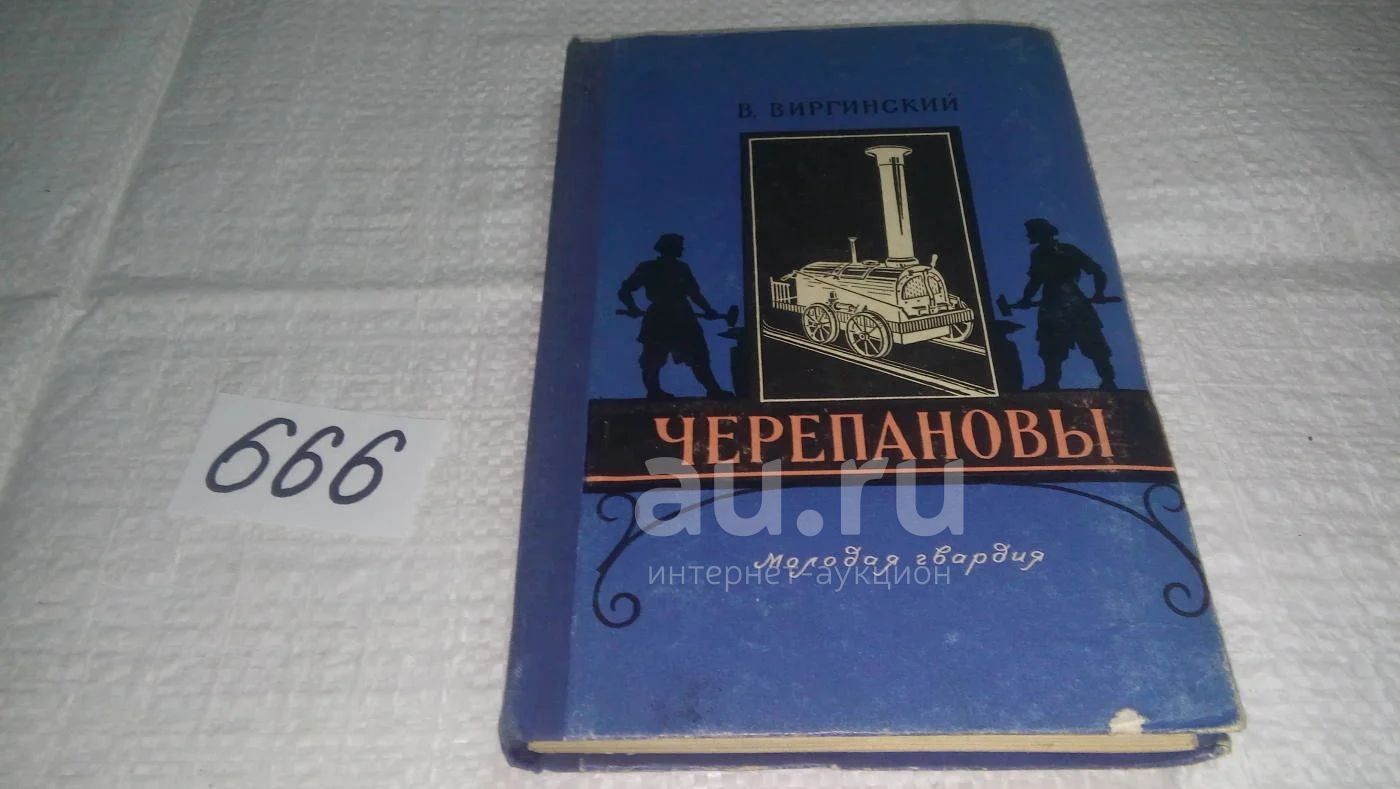 В. ВИРГИНСКИЙ
ЧЕРЕПАНОВЫ
666
au.ru
Молодая гвардия
интернет-аукцион